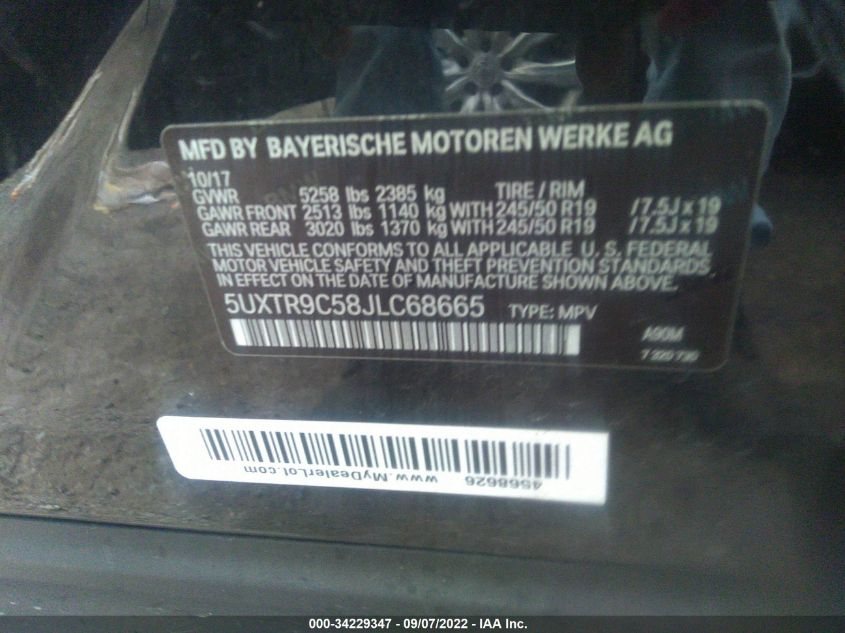 MFD BY BAYERISCHE MOTOREN WERKE AG
10/17
GVWR 5258 lbs 2385 kg TIRE / RIM
GAWR FRONT 2513 lbs 1140 kg WITH 245/50 R19 /7.5J x 19
GAWR REAR 3020 lbs 1370 kg WITH 245/50 R19 /7.5J x 19
THIS VEHICLE CONFORMS TO ALL APPLICABLE U. S. FEDERAL
MOTOR VEHICLE SAFETY AND THEFT PREVENTION STANDARDS
IN EFFECT ON THE DATE OF MANUFACTURE SHOWN ABOVE.
5UXTR9C58JLC68665 TYPE: MPV
A90M
7 320 730
4568626 www.MyDealerLot.com
000-34229347 - 09/07/2022 - IAA Inc.